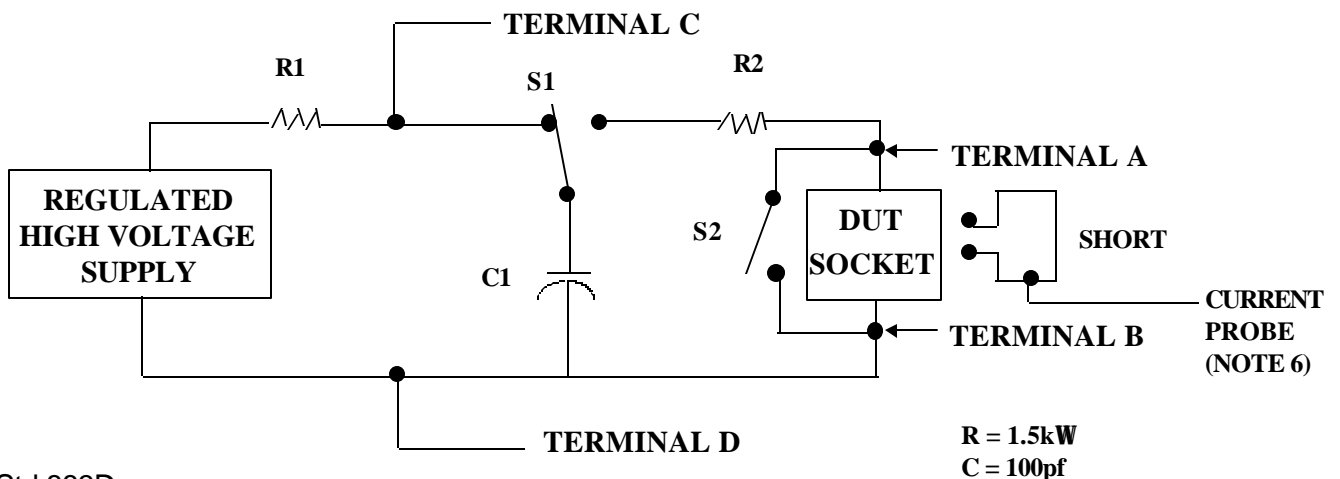 TERMINAL C
R1
R2
S1
TERMINAL A
REGULATED
HIGH VOLTAGE
SUPPLY
S2
DUT
SOCKET
SHORT
C1
CURRENT
PROBE
(NOTE 6)
TERMINAL B
TERMINAL D
R = 1.5kW
C = 100pf